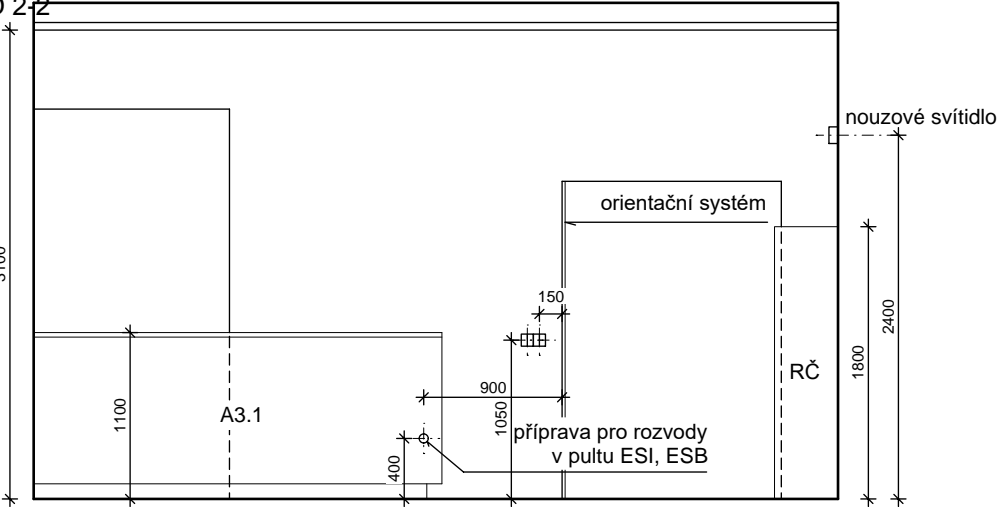 2-2
nouzové svítidlo
orientační systém
150
2400
1800
RČ
900
1100
A3.1
1050
příprava pro rozvody
v pultu ESI, ESB
400